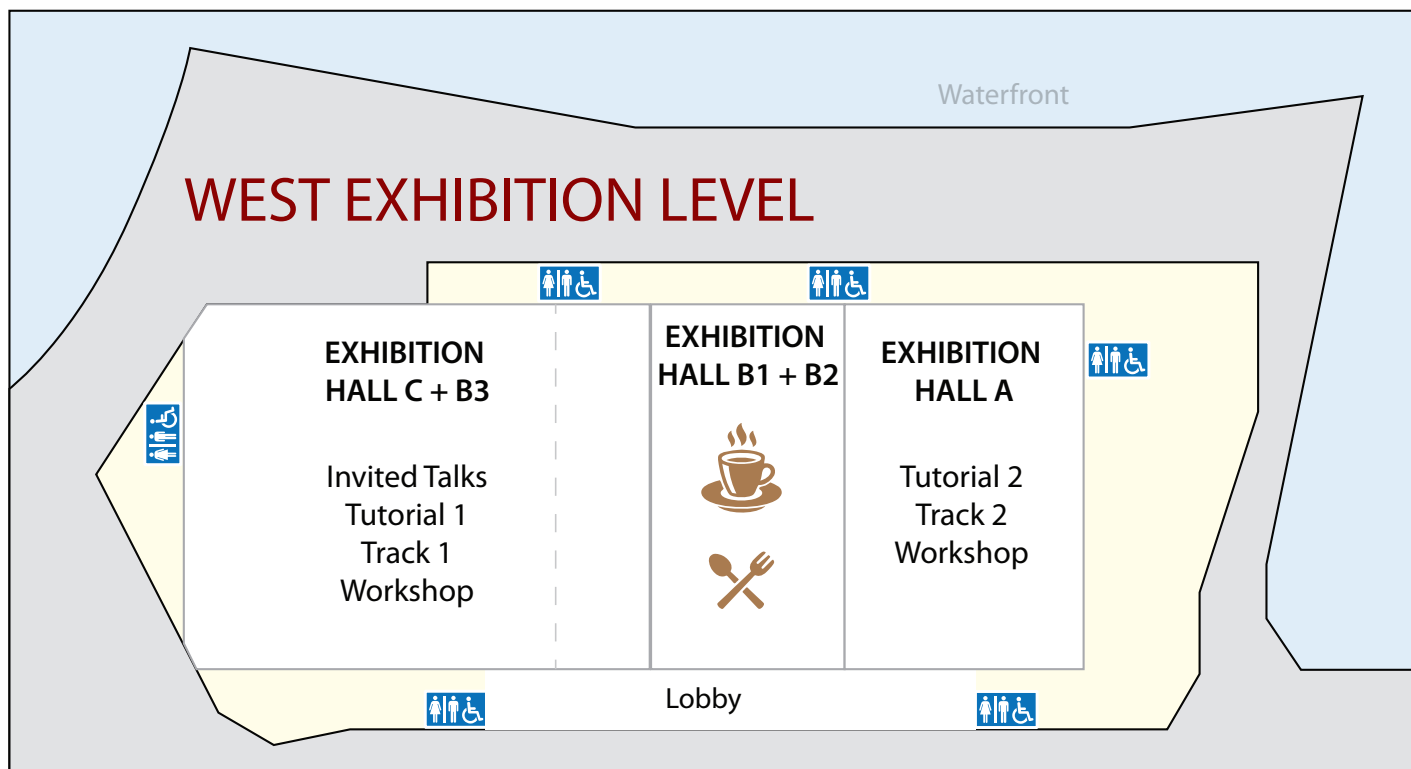 Waterfront
WEST EXHIBITION LEVEL
EXHIBITION
HALL C + B3
Invited Talks
Tutorial 1
Track 1
Workshop
EXHIBITION
HALL B1 + B2
EXHIBITION
HALL A
Tutorial 2
Track 2
Workshop
Lobby